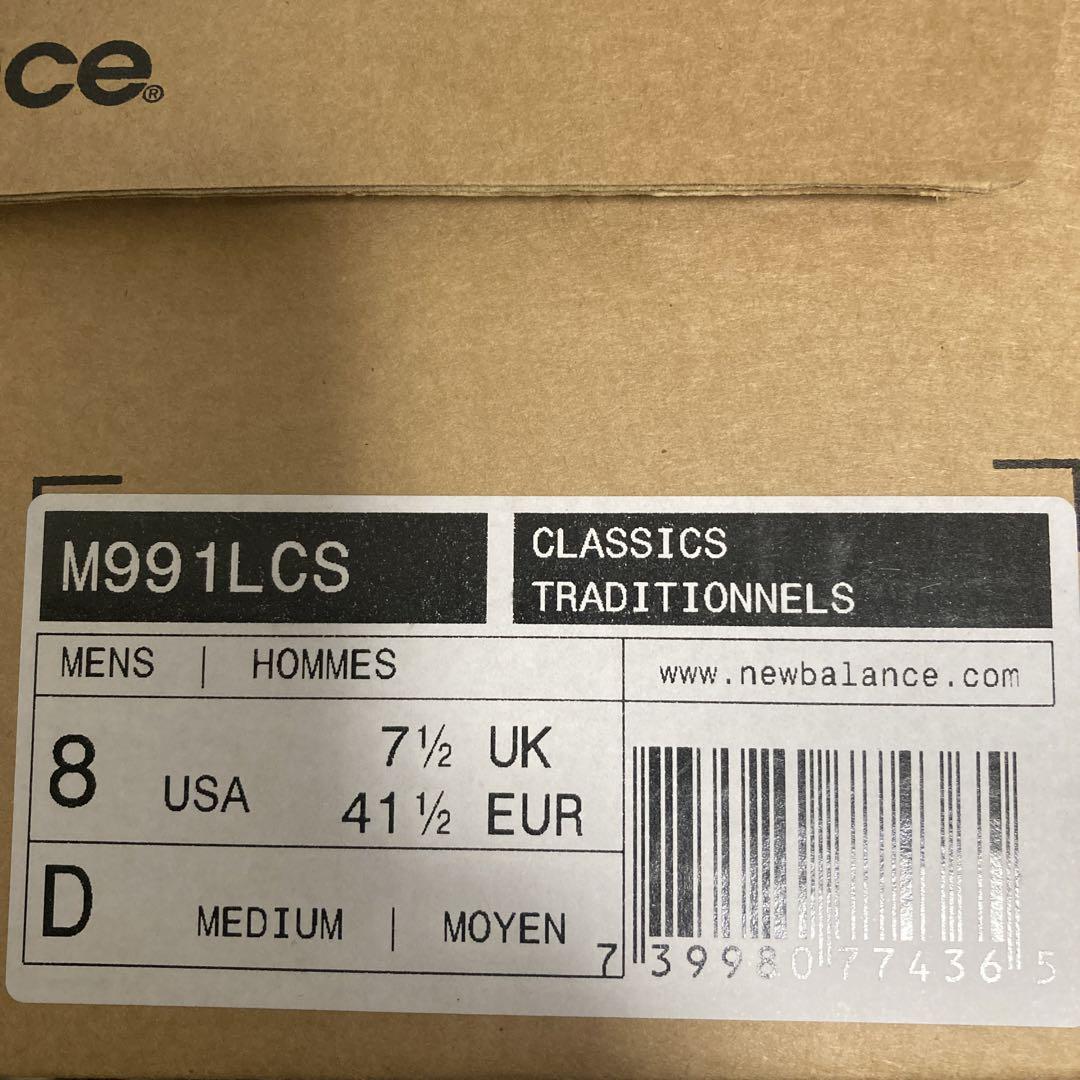 ce®
M991LCS
CLASSICS
TRADITIONNELS
MENS | HOMMES
www.newbalance.com
8 USA
7½ UK
41½ EUR
D MEDIUM | MOYEN
7 39980 77436 5